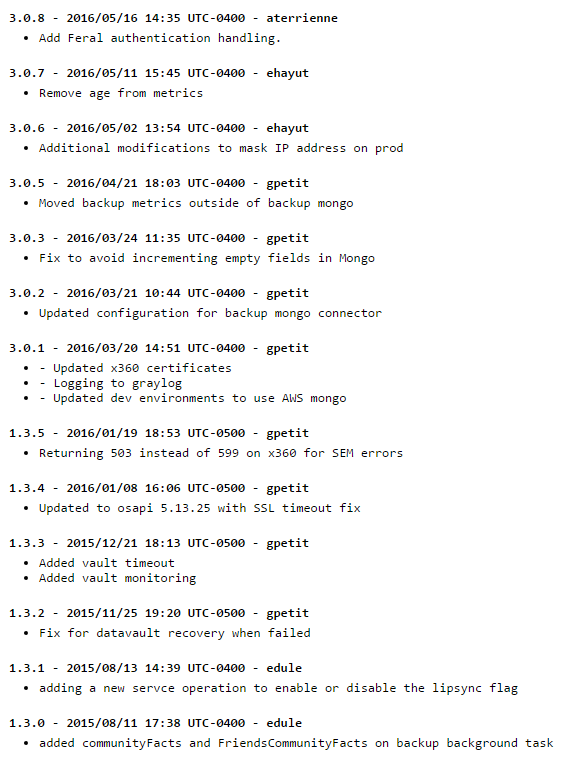 3.0.8 - 2016/05/16 14:35 UTC-0400 - aterrienne
• Add Feral authentication handling.
3.0.7 - 2016/05/11 15:45 UTC-0400 - ehayut
• Remove age from metrics
3.0.6 - 2016/05/02 13:54 UTC-0400 - ehayut
• Additional modifications to mask IP address on prod
3.0.5 - 2016/04/21 18:03 UTC-0400 - gpetit
• Moved backup metrics outside of backup mongo
3.0.3 - 2016/03/24 11:35 UTC-0400 - gpetit
• Fix to avoid incrementing empty fields in Mongo
3.0.2 - 2016/03/21 10:44 UTC-0400 - gpetit
• Updated configuration for backup mongo connector
3.0.1 - 2016/03/20 14:51 UTC-0400 - gpetit
• - Updated x360 certificates
• - Logging to graylog
• - Updated dev environments to use AWS mongo
1.3.5 - 2016/01/19 18:53 UTC-0500 - gpetit
• Returning 503 instead of 599 on x360 for SEM errors
1.3.4 - 2016/01/08 16:06 UTC-0500 - gpetit
• Updated to osapi 5.13.25 with SSL timeout fix
1.3.3 - 2015/12/21 18:13 UTC-0500 - gpetit
• Added vault timeout
• Added vault monitoring
1.3.2 - 2015/11/25 19:20 UTC-0500 - gpetit
• Fix for datavault recovery when failed
1.3.1 - 2015/08/13 14:39 UTC-0400 - edule
• adding a new servce operation to enable or disable the lipsync flag
1.3.0 - 2015/08/11 17:38 UTC-0400 - edule
• added communityFacts and FriendsCommunityFacts on backup background task